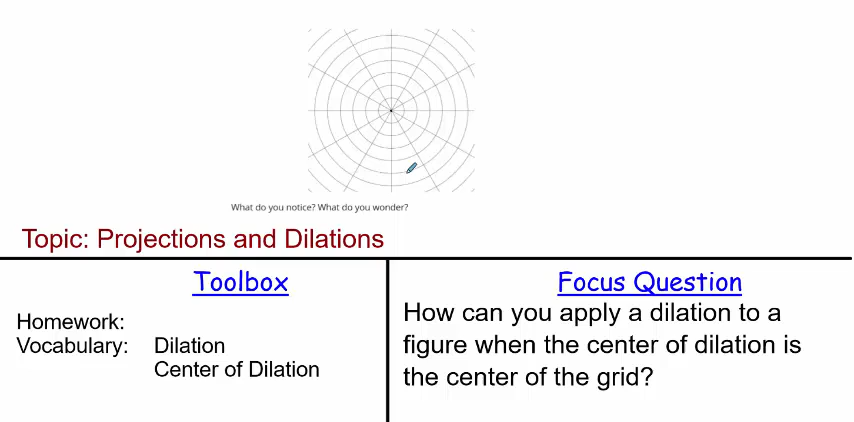 What do you notice? What do you wonder?
Topic: Projections and Dilations
Toolbox
Homework:
Vocabulary: Dilation
Center of Dilation
Focus Question
How can you apply a dilation to a
figure when the center of dilation is
the center of the grid?